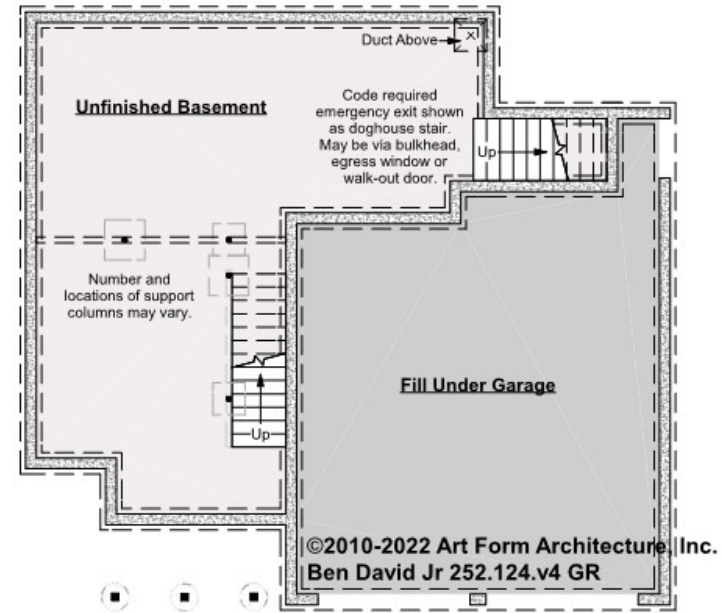 Duct Above
Unfinished Basement
Code required
emergency exit shown
as doghouse stair.
May be via bulkhead,
egress window or
walk-out door.
Up
Number and
locations of support
columns may vary.
Fill Under Garage
Up
©2010-2022 Art Form Architecture, Inc.
Ben David Jr 252.124.v4 GR